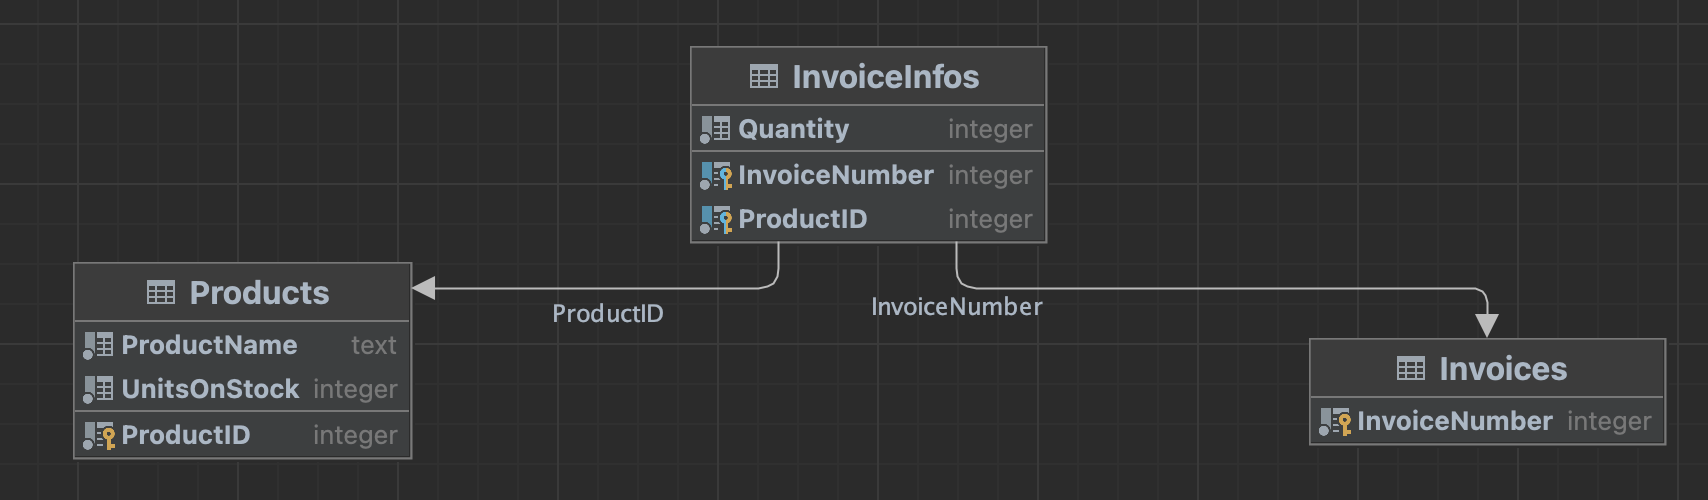 InvoiceInfos
Quantity integer
InvoiceNumber integer
ProductID integer
Products
ProductName text
UnitsOnStock integer
ProductID integer
ProductID
InvoiceNumber
Invoices
InvoiceNumber integer